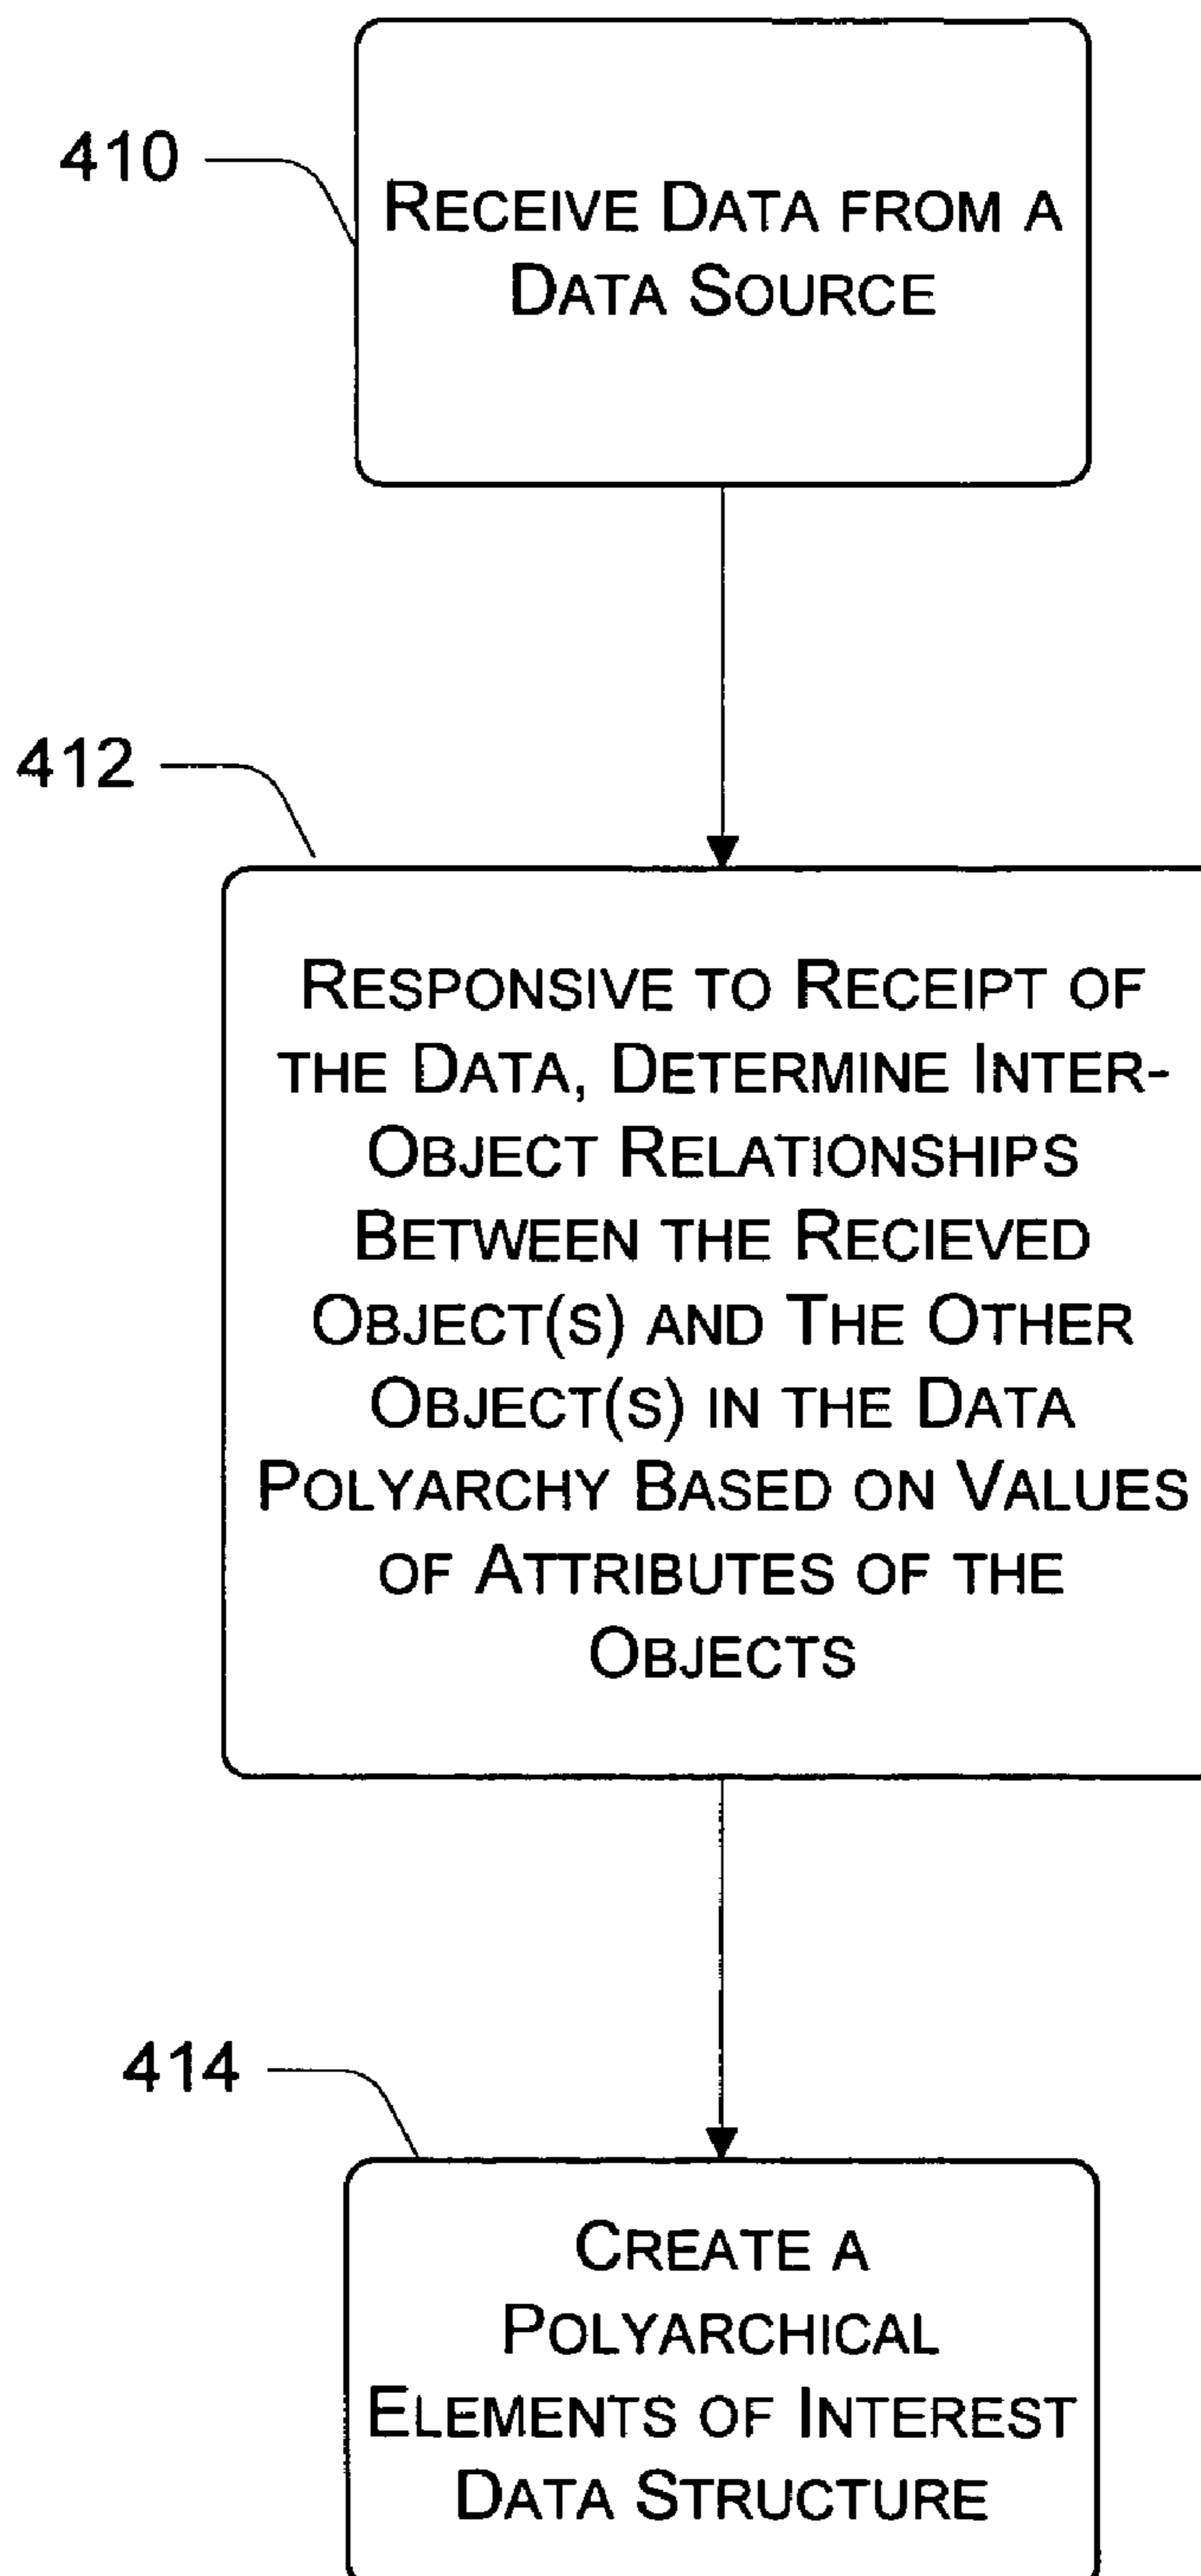 410
RECEIVE DATA FROM A
DATA SOURCE
412
RESPONSIVE TO RECEIPT OF
THE DATA, DETERMINE INTER-
OBJECT RELATIONSHIPS
BETWEEN THE RECIEVED
OBJECT(S) AND THE OTHER
OBJECT(S) IN THE DATA
POLYARCHY BASED ON VALUES
OF ATTRIBUTES OF THE
OBJECTS
414
CREATE A
POLYARCHICAL
ELEMENTS OF INTEREST
DATA STRUCTURE